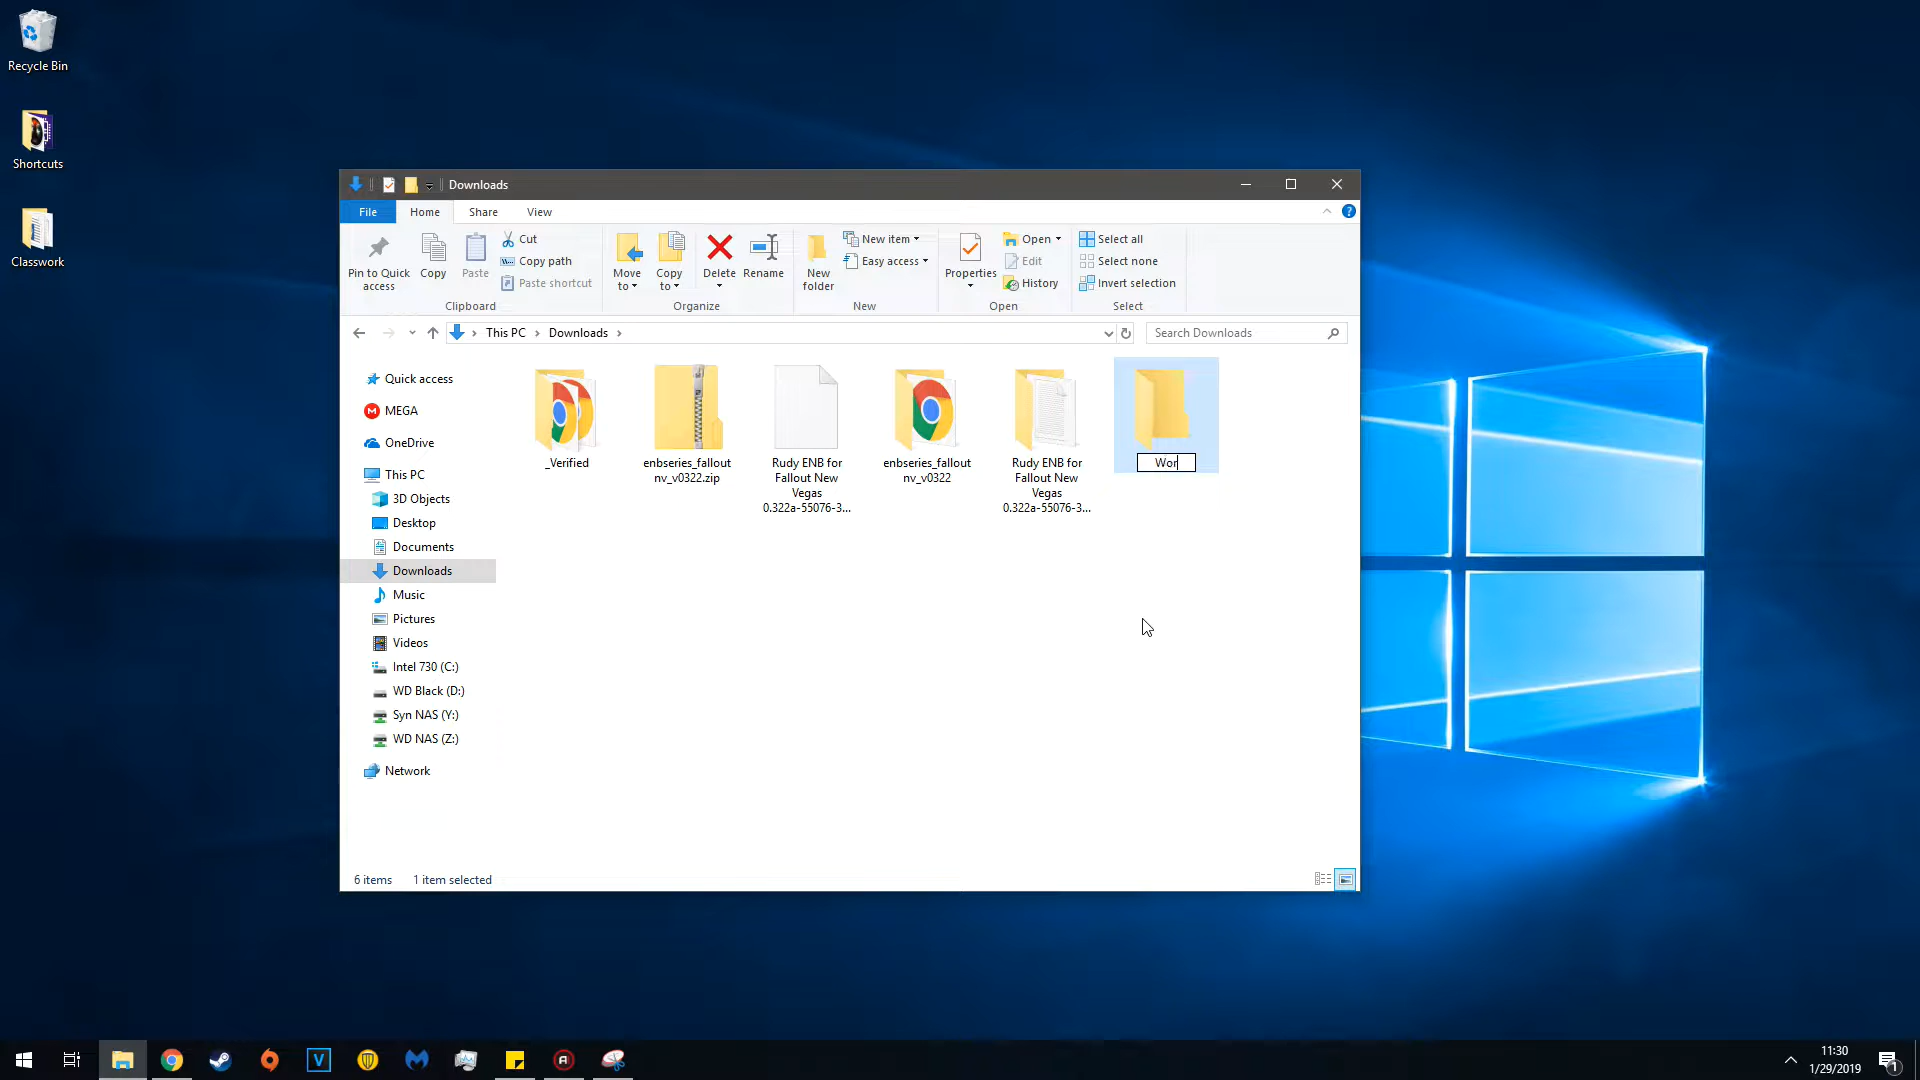 Recycle Bin
Shortcuts
Classwork
Downloads
File
Home
Share
View
Pin to Quick
access
Copy
Paste
Cut
Copy path
Paste shortcut
Clipboard
Move
to
Copy
to
Delete
Rename
Organize
New
folder
New item
Easy access
New
Properties
Open
Edit
History
Open
Select all
Select none
Invert selection
Select
This PC
Downloads
Search Downloads
Quick access
MEGA
OneDrive
This PC
3D Objects
Desktop
Documents
Downloads
Music
Pictures
Videos
Intel 730 (C:)
WD Black (D:)
Syn NAS (Y:)
WD NAS (Z:)
Network
_Verified
enbseries_fallout
nv_v0322.zip
Rudy ENB for
Fallout New
Vegas
0.322a-55076-3...
enbseries_fallout
nv_v0322
Rudy ENB for
Fallout New
Vegas
0.322a-55076-3...
Wor
6 items
1 item selected
V
11:30
1/29/2019
1